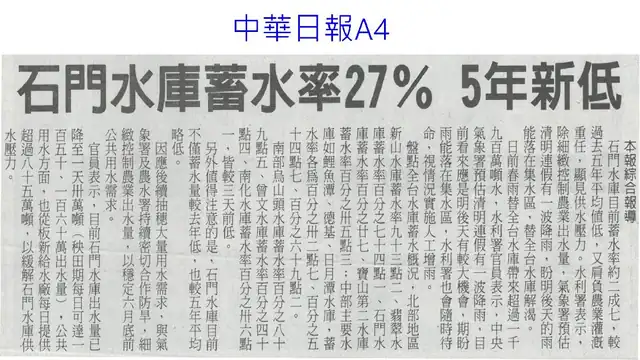 中華日報A4
石門水庫蓄水率27% 5年新低
本報綜合報導
石門水庫目前蓄水率約二成七，較
過去五年平均值低，又肩負農業灌溉
重任，顯見供水壓力。水利署表示，
除細緻控制農業出水量，氣象署預估
清明連假有一波降雨，盼明後天的雨
能落在集水區，替全台水庫解渴。
日前春雨替全台水庫帶來超過一千
九百萬噸水，水利署官員表示，中央
氣象署預估清明連假有一波降雨，目
前看來應是明後天有較大機會，期盼
雨能落在集水區，水利署也會隨時待
命，視情況實施人工增雨。
盤點全台水庫蓄水概況，北部地區
新山水庫蓄水率九十三點二、翡翠水
庫蓄水率百分之七十四點一、石門水
庫蓄水率百分之廿七、寶山第二水庫
蓄水率百分之卅五點三；中部主要水
庫如鯉魚潭、德基、日月潭水庫，蓄
水率各為百分之卅二點七、百分之五
十四點七、百分之六十九點二。
南部烏山頭水庫蓄水率百分之八十
九點五、曾文水庫蓄水率百分之四十
點四、南化水庫蓄水率百分之卅六點
一，皆較三天前低。
另外值得注意的是，石門水庫目前
不僅蓄水量較去年低，也較五年平均
略低。
因應後續抽穗大量用水需求，與氣
象署及農水署持續密切合作防旱，細
緻控制農業出水量，以穩定六月底前
公共用水需求。
官員表示，目前石門水庫出水量已
降至一天卅萬噸（秧田期每日可達一
百五十、一百六十萬出水量），公共
用水方面，也從板新給水廠每日提供
超過八十五萬噸，以緩解石門水庫供
水壓力。